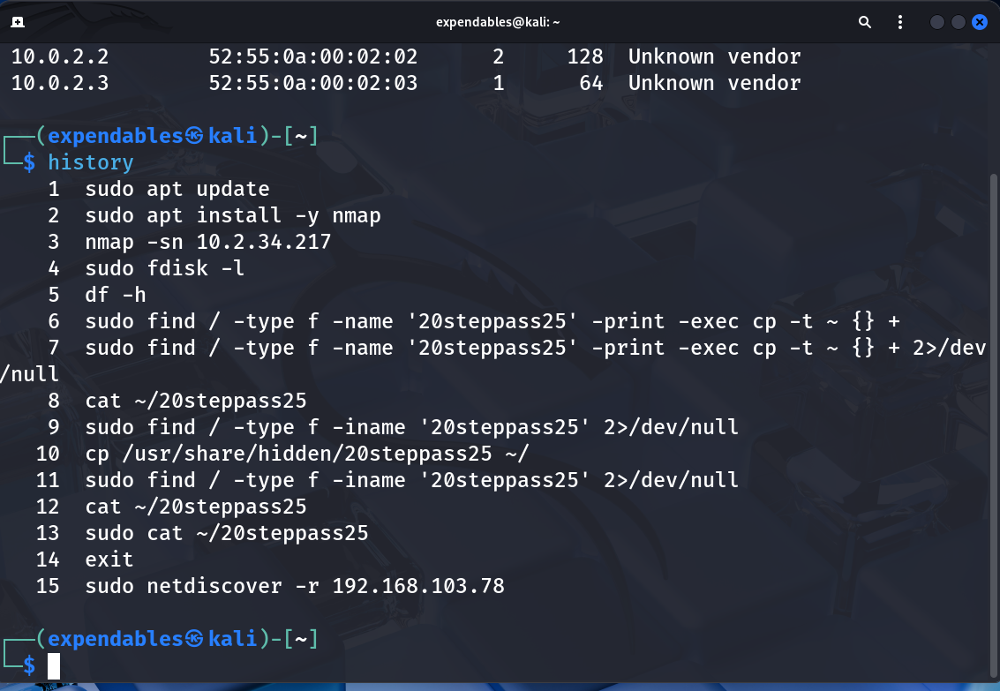 expendables@kali: ~
10.0.2.2        52:55:0a:00:02:02      2     128  Unknown vendor
10.0.2.3        52:55:0a:00:02:03      1      64  Unknown vendor
┌──(expendables㉿kali)-[~]
└─$ history
    1  sudo apt update
    2  sudo apt install -y nmap
    3  nmap -sn 10.2.34.217
    4  sudo fdisk -l
    5  df -h
    6  sudo find / -type f -name '20steppass25' -print -exec cp -t ~ {} +
    7  sudo find / -type f -name '20steppass25' -print -exec cp -t ~ {} + 2>/dev
/null
    8  cat ~/20steppass25
    9  sudo find / -type f -iname '20steppass25' 2>/dev/null
   10  cp /usr/share/hidden/20steppass25 ~/
   11  sudo find / -type f -iname '20steppass25' 2>/dev/null
   12  cat ~/20steppass25
   13  sudo cat ~/20steppass25
   14  exit
   15  sudo netdiscover -r 192.168.103.78
┌──(expendables㉿kali)-[~]
└─$